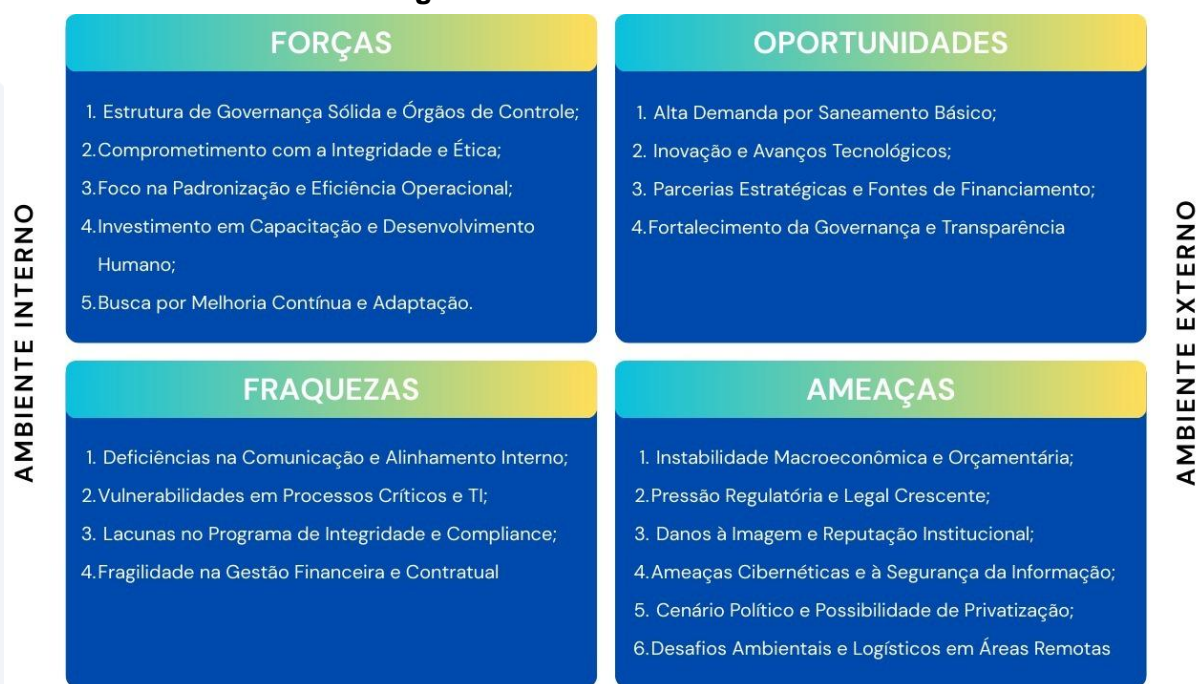 FORÇAS
1. Estrutura de Governança Sólida e Órgãos de Controle;
2.Comprometimento com a Integridade e Ética;
3.Foco na Padronização e Eficiência Operacional;
4.Investimento em Capacitação e Desenvolvimento
Humano;
5.Busca por Melhoria Contínua e Adaptação.
OPORTUNIDADES
1. Alta Demanda por Saneamento Básico;
2. Inovação e Avanços Tecnológicos;
3. Parcerias Estratégicas e Fontes de Financiamento;
4.Fortalecimento da Governança e Transparência
AMBIENTE INTERNO
AMBIENTE EXTERNO
FRAQUEZAS
1. Deficiências na Comunicação e Alinhamento Interno;
2.Vulnerabilidades em Processos Críticos e TI;
3. Lacunas no Programa de Integridade e Compliance;
4.Fragilidade na Gestão Financeira e Contratual
AMEAÇAS
1. Instabilidade Macroeconômica e Orçamentária;
2.Pressão Regulatória e Legal Crescente;
3. Danos à Imagem e Reputação Institucional;
4.Ameaças Cibernéticas e à Segurança da Informação;
5. Cenário Político e Possibilidade de Privatização;
6.Desafios Ambientais e Logísticos em Áreas Remotas